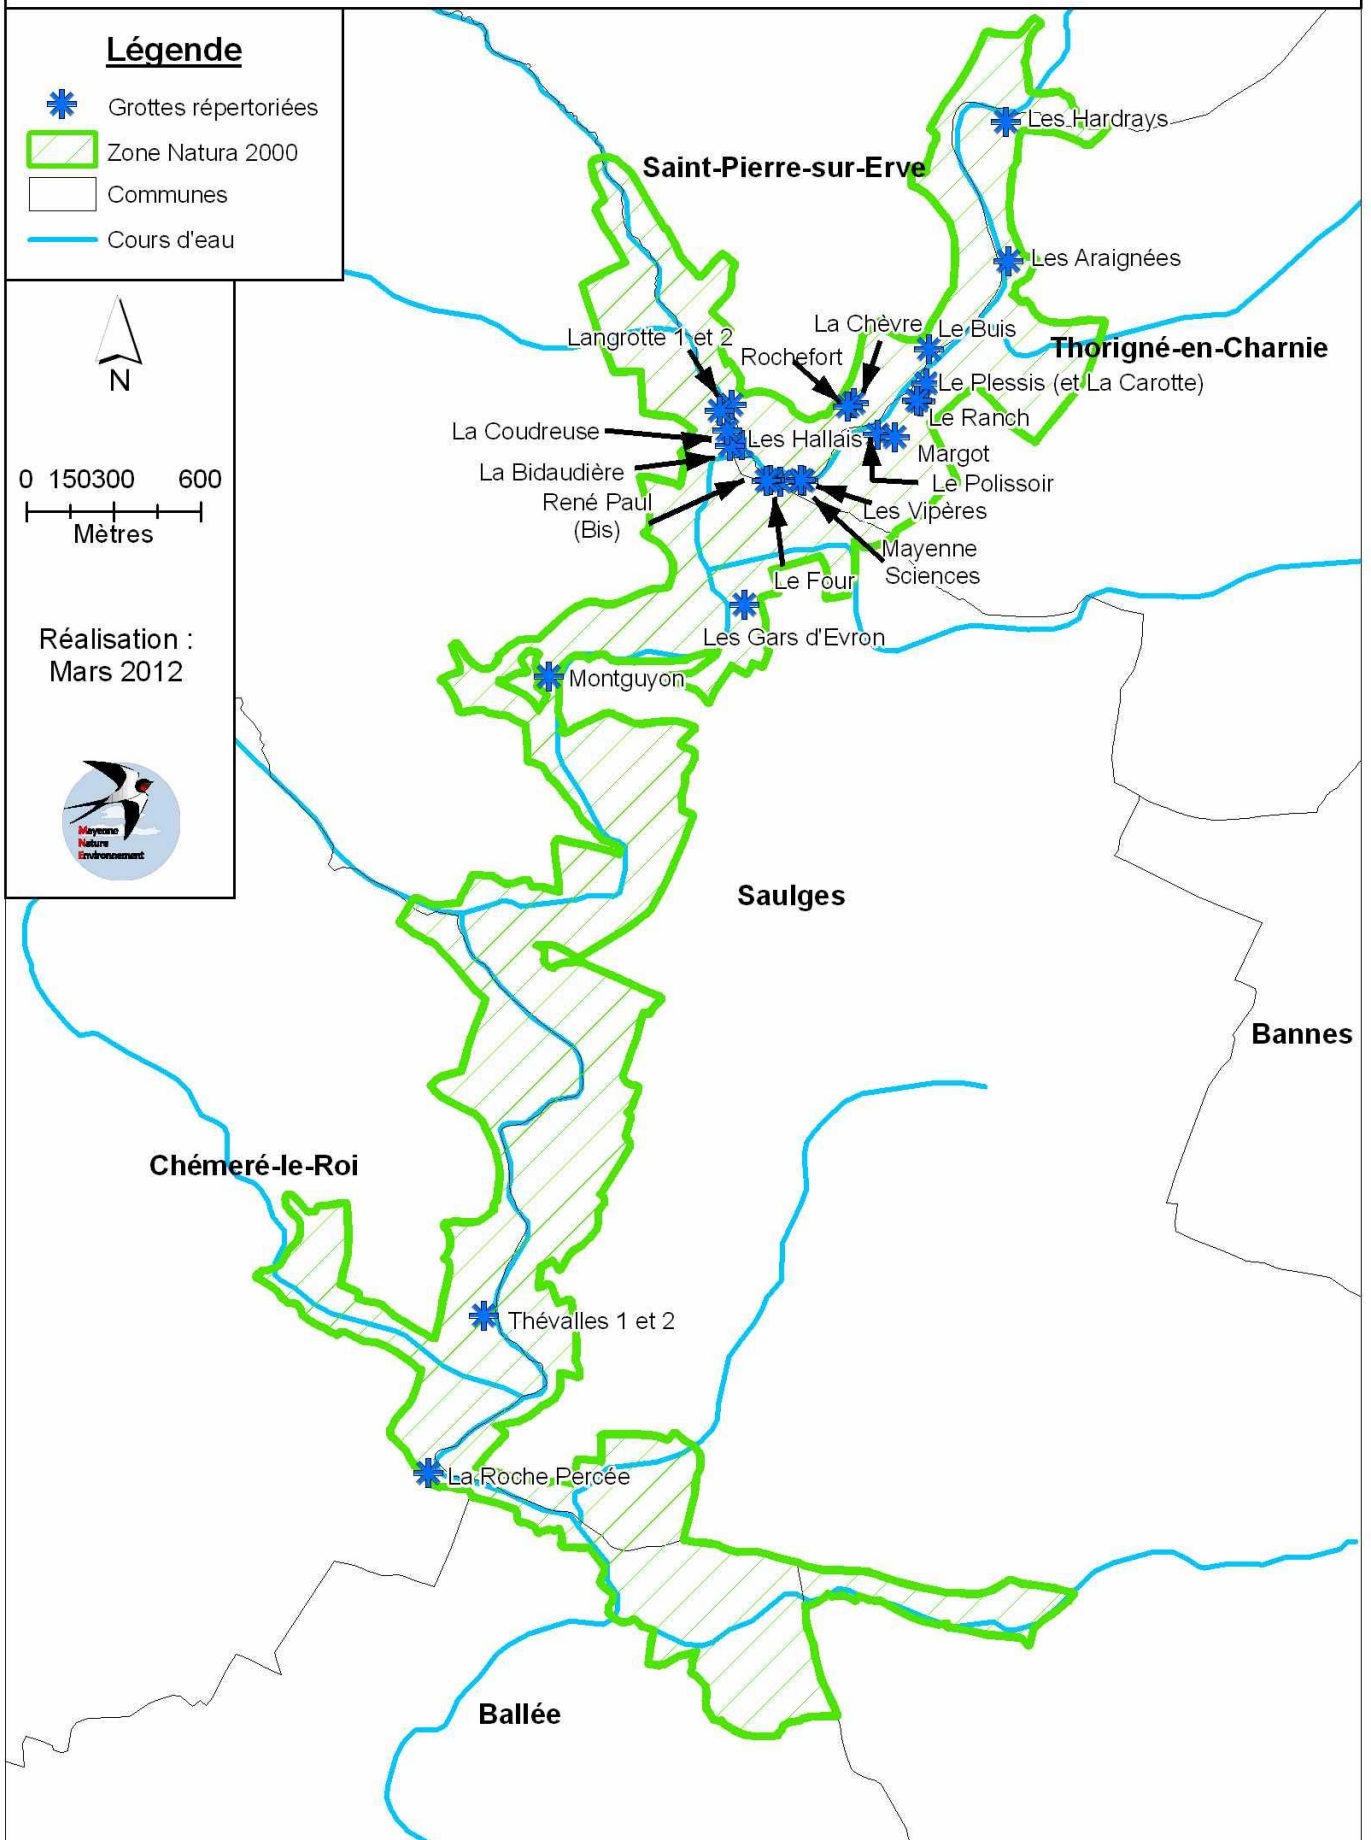 Légende
Grottes répertoriées
Zone Natura 2000
Communes
Cours d'eau
N
0 150300 600
Mètres
Réalisation :
Mars 2012
Mayenne
Nature
Environnement
Les Hardrays
Saint-Pierre-sur-Erve
Les Araignées
La Chèvre
Le Buis
Langrotte 1 et 2
Rochefort
Thorigné-en-Charnie
Le Plessis (et La Carotte)
Le Ranch
La Coudreuse
Les Hallais
Margot
La Bidaudière
Le Polissoir
René Paul
(Bis)
Les Vipères
Mayenne
Sciences
Le Four
Les Gars d'Evron
Montguyon
Saulges
Bannes
Chémeré-le-Roi
Thévalles 1 et 2
La Roche Percée
Ballée